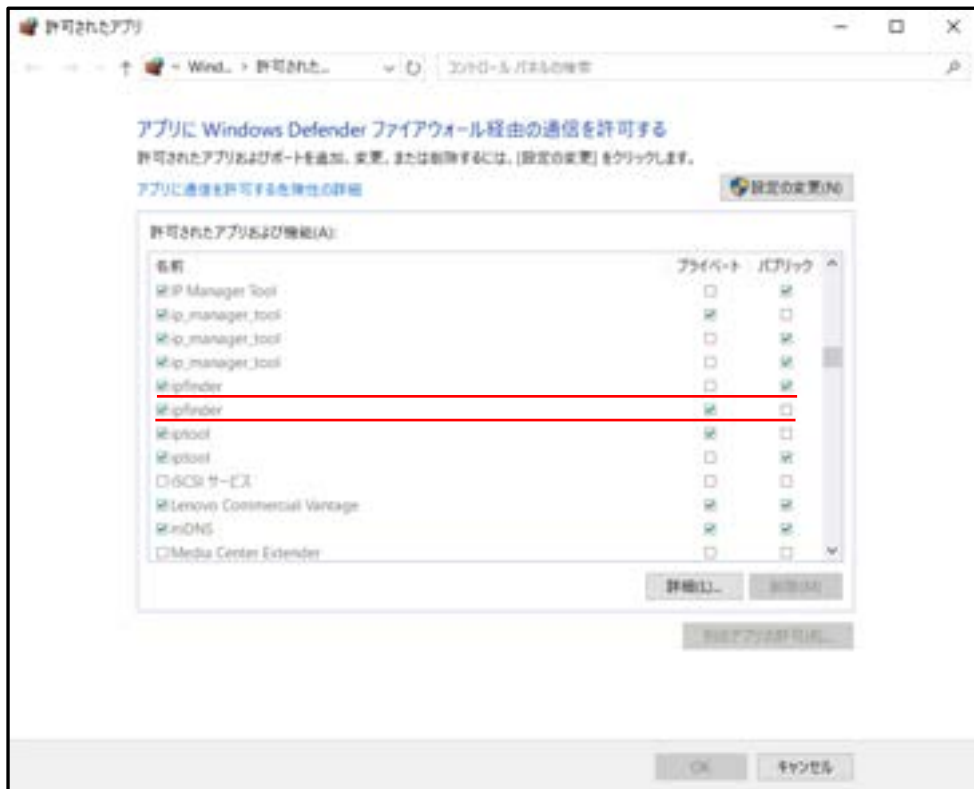 許可されたアプリ
Wind... › 許可された...
コントロール パネルの検索
アプリに Windows Defender ファイアウォール経由の通信を許可する
許可されたアプリおよびポートを追加、変更、または削除するには、[設定の変更] をクリックします。
アプリに通信を許可する危険性の詳細
設定の変更(N)
許可されたアプリおよび機能(A):
名前 プライベート パブリック
IP Manager Tool
ip_manager_tool
ip_manager_tool
ip_manager_tool
ipfinder
ipfinder
iptool
iptool
iSCSI サービス
Lenovo Commercial Vantage
mDNS
Media Center Extender
詳細(L)...
削除(M)
別のアプリの許可(R)...
OK キャンセル